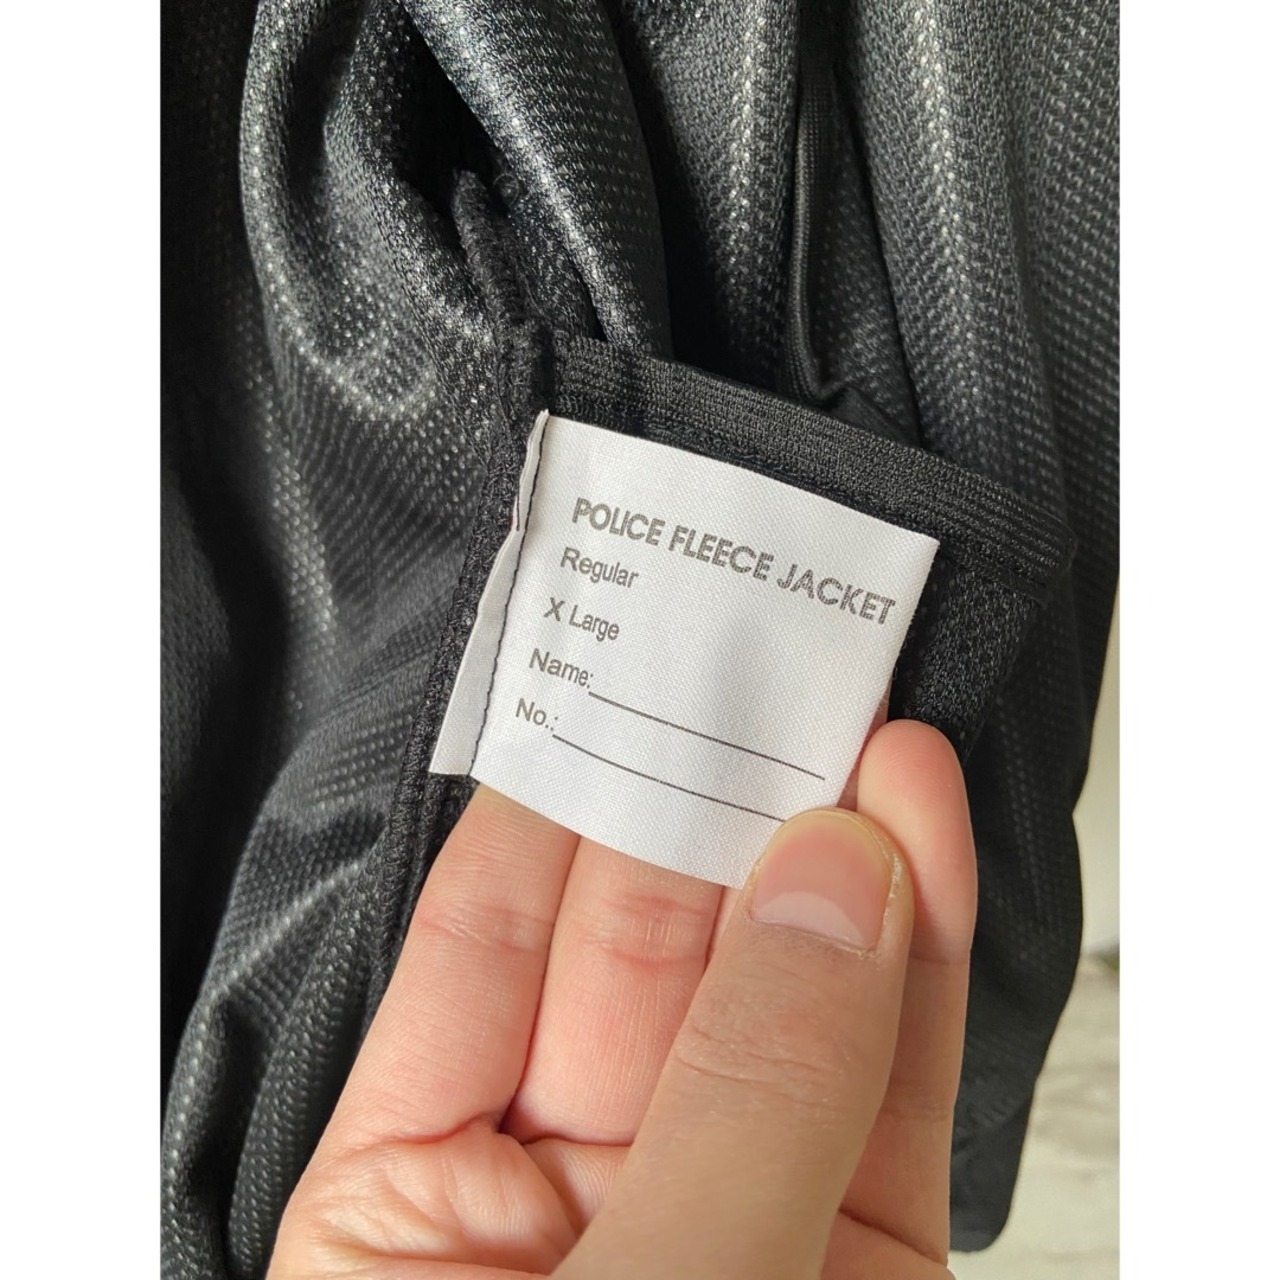 POLICE FLEECE JACKET
Regular
X Large
Name:
No.: